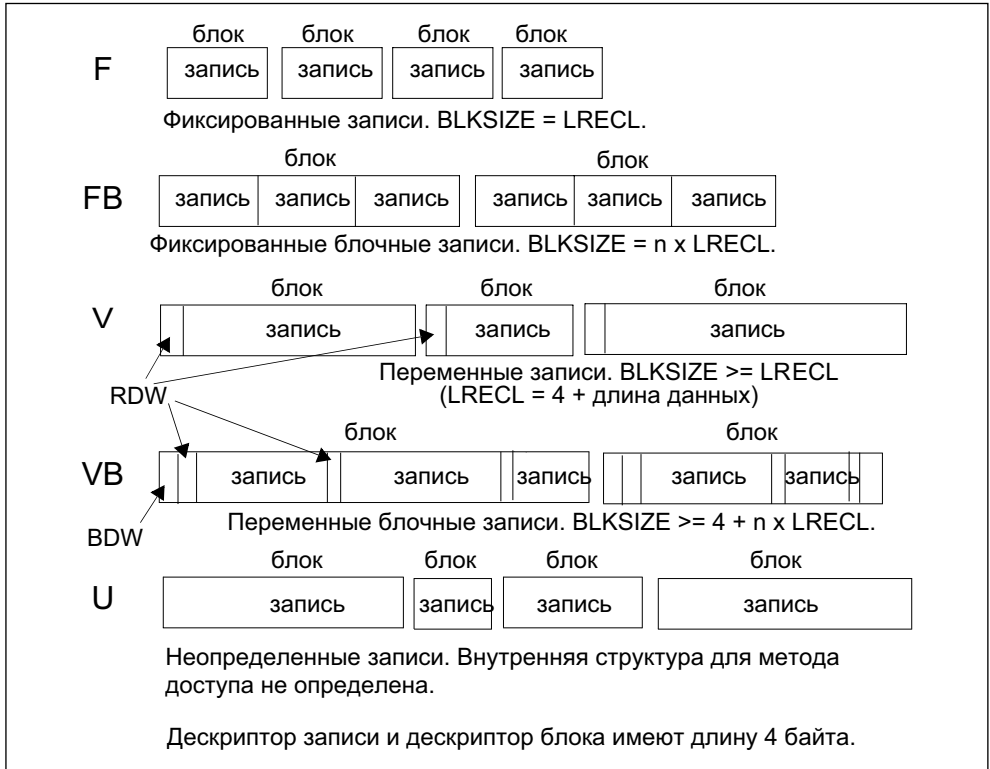 блок блок блок блок
F запись запись запись запись
Фиксированные записи. BLKSIZE = LRECL.
блок блок
FB запись запись запись запись запись запись
Фиксированные блочные записи. BLKSIZE = n x LRECL.
блок блок блок
V запись запись запись
Переменные записи. BLKSIZE >= LRECL
RDW (LRECL = 4 + длина данных)
блок блок
VB запись запись запись запись запись
Переменные блочные записи. BLKSIZE >= 4 + n x LRECL.
BDW
блок блок блок блок
U запись запись запись запись
Неопределенные записи. Внутренняя структура для метода
доступа не определена.
Дескриптор записи и дескриптор блока имеют длину 4 байта.